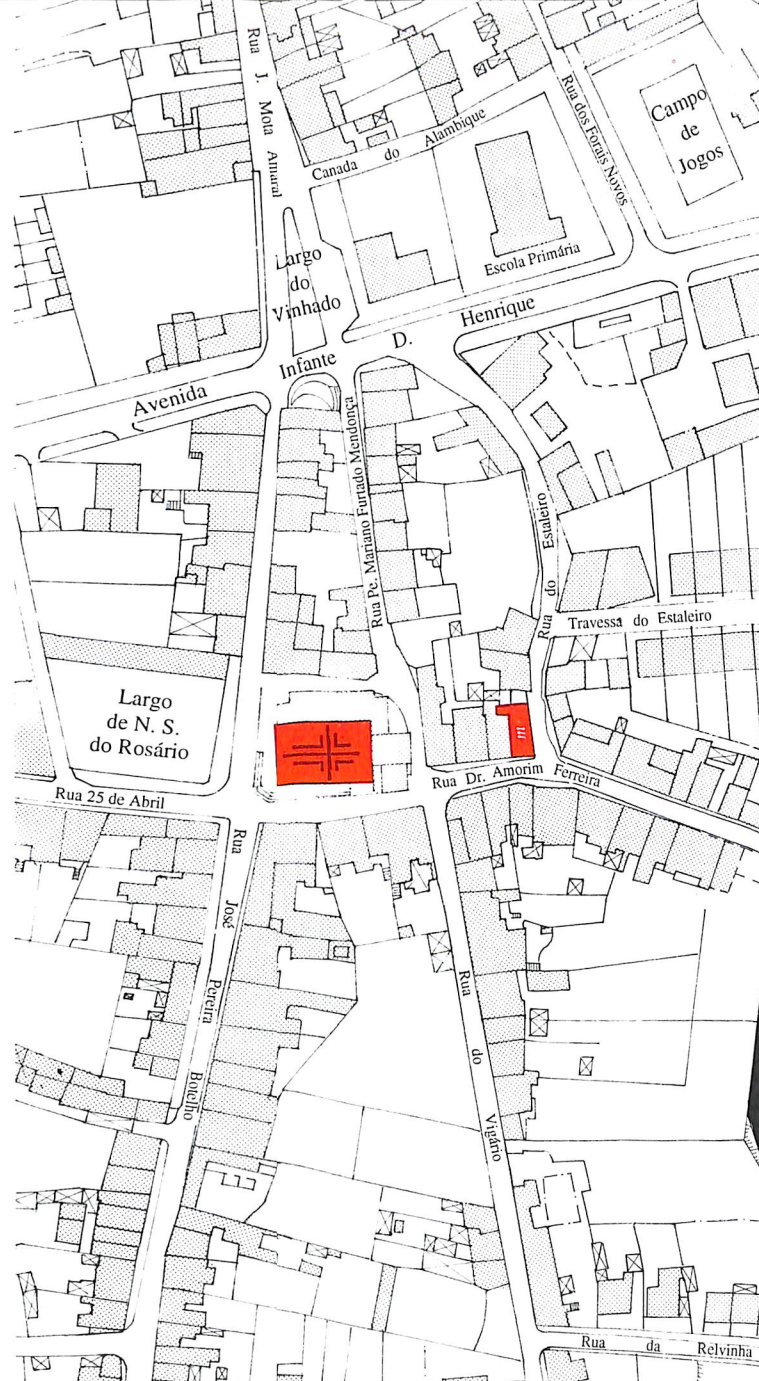 Rua J. Mota Amaral
Canada do Alambique
Rua dos Forais Novos
Campo
de
Jogos
Escola Primária
Largo
do
Vinhado
Avenida Infante D. Henrique
Rua Pe. Mariano Furtado Mendonça
Rua do Estaleiro
Travessa do Estaleiro
Largo
de N. S.
do Rosário
m
Rua Dr. Amorim Ferreira
Rua 25 de Abril
Rua José Pereira Botelho
Rua do Vigário
Rua da Relvinha